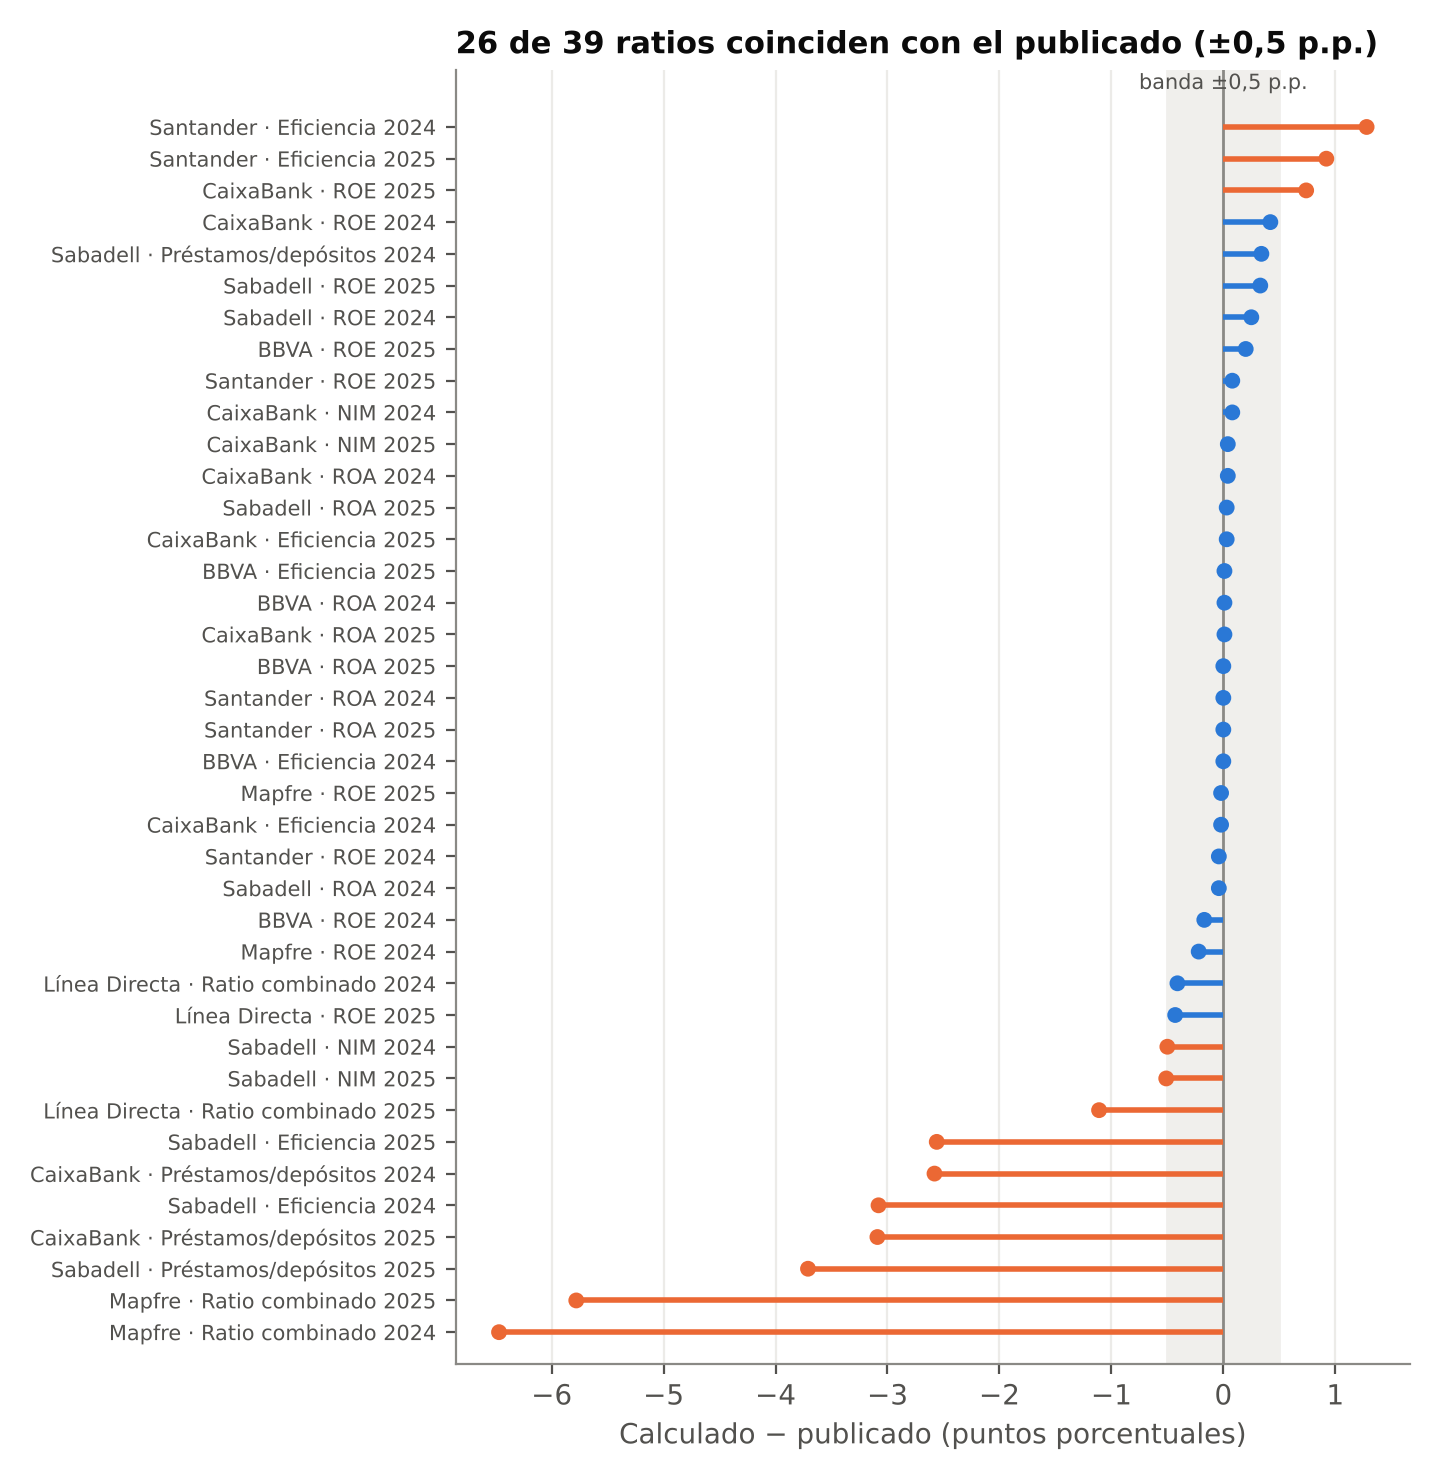 26 de 39 ratios coinciden con el publicado (±0,5 p.p.)
banda ±0,5 p.p.
Santander · Eficiencia 2024
Santander · Eficiencia 2025
CaixaBank · ROE 2025
CaixaBank · ROE 2024
Sabadell · Préstamos/depósitos 2024
Sabadell · ROE 2025
Sabadell · ROE 2024
BBVA · ROE 2025
Santander · ROE 2025
CaixaBank · NIM 2024
CaixaBank · NIM 2025
CaixaBank · ROA 2024
Sabadell · ROA 2025
CaixaBank · Eficiencia 2025
BBVA · Eficiencia 2025
BBVA · ROA 2024
CaixaBank · ROA 2025
BBVA · ROA 2025
Santander · ROA 2024
Santander · ROA 2025
BBVA · Eficiencia 2024
Mapfre · ROE 2025
CaixaBank · Eficiencia 2024
Santander · ROE 2024
Sabadell · ROA 2024
BBVA · ROE 2024
Mapfre · ROE 2024
Línea Directa · Ratio combinado 2024
Línea Directa · ROE 2025
Sabadell · NIM 2024
Sabadell · NIM 2025
Línea Directa · Ratio combinado 2025
Sabadell · Eficiencia 2025
CaixaBank · Préstamos/depósitos 2024
Sabadell · Eficiencia 2024
CaixaBank · Préstamos/depósitos 2025
Sabadell · Préstamos/depósitos 2025
Mapfre · Ratio combinado 2025
Mapfre · Ratio combinado 2024
−6 −5 −4 −3 −2 −1 0 1
Calculado − publicado (puntos porcentuales)